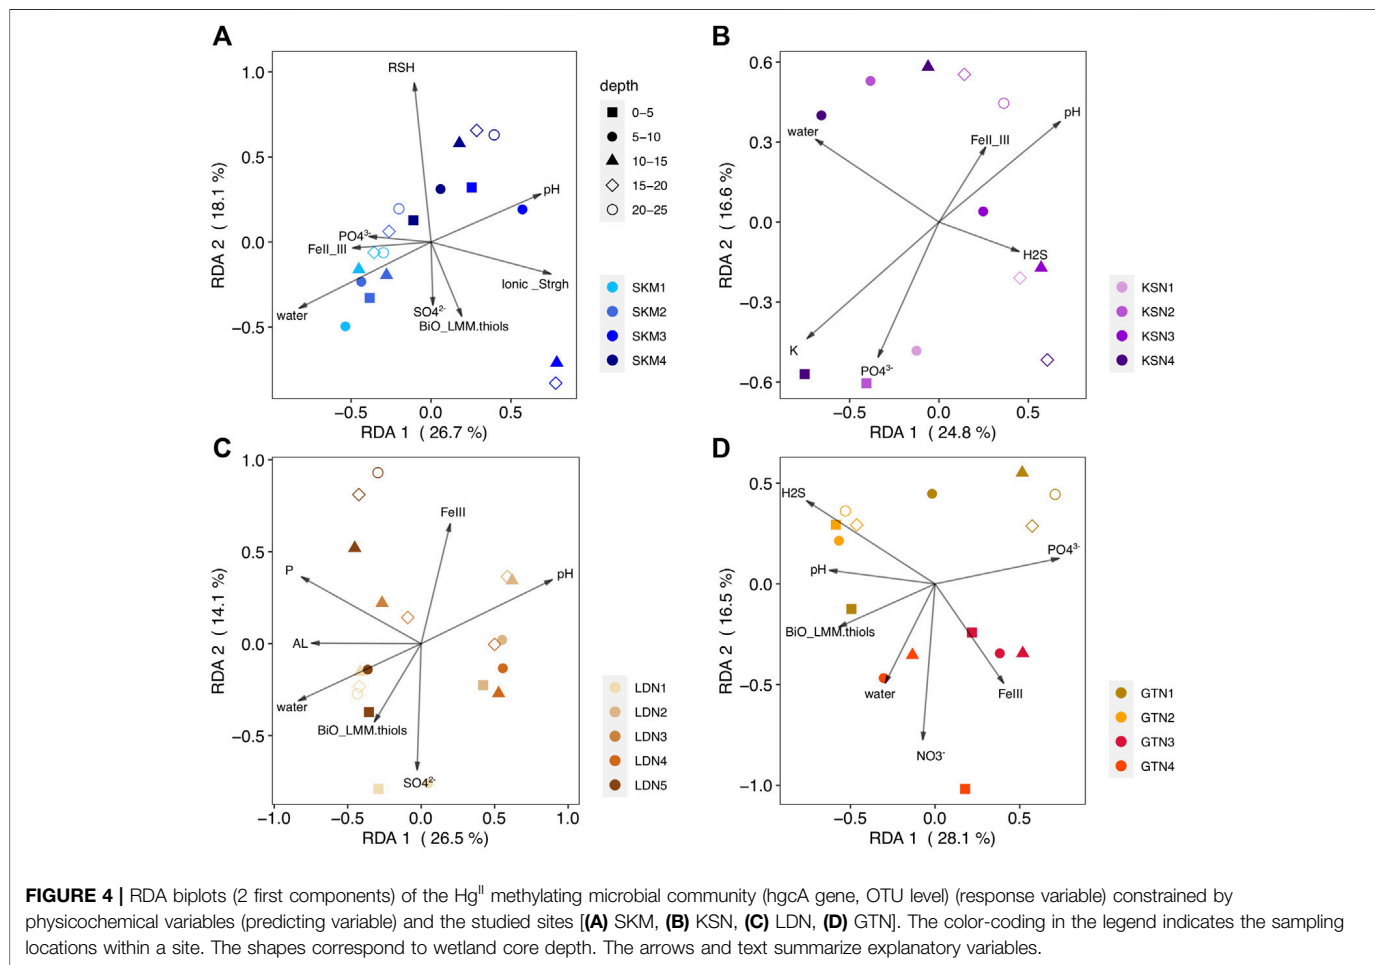 A
RDA 2 ( 18.1 %)
1.0
0.5
0.0
−0.5
RSH
pH
PO4³⁻
FeII_III
Ionic _Strgh
water
SO4²⁻
BiO_LMM.thiols
−0.5 0.0 0.5
RDA 1 ( 26.7 %)
depth
0−5
5−10
10−15
15−20
20−25
SKM1
SKM2
SKM3
SKM4
B
RDA 2 ( 16.6 %)
0.6
0.3
0.0
−0.3
−0.6
pH
water
FeII_III
H2S
K
PO4³⁻
−0.5 0.0 0.5
RDA 1 ( 24.8 %)
KSN1
KSN2
KSN3
KSN4
C
RDA 2 ( 14.1 %)
1.0
0.5
0.0
−0.5
FeIII
P
pH
AL
water
BiO_LMM.thiols
SO4²⁻
−1.0 −0.5 0.0 0.5 1.0
RDA 1 ( 26.5 %)
LDN1
LDN2
LDN3
LDN4
LDN5
D
RDA 2 ( 16.5 %)
0.5
0.0
−0.5
−1.0
H2S
PO4³⁻
pH
BiO_LMM.thiols
water
FeIII
NO3⁻
−0.5 0.0 0.5
RDA 1 ( 28.1 %)
GTN1
GTN2
GTN3
GTN4
FIGURE 4 | RDA biplots (2 first components) of the Hgᴵᴵ methylating microbial community (hgcA gene, OTU level) (response variable) constrained by
physicochemical variables (predicting variable) and the studied sites [(A) SKM, (B) KSN, (C) LDN, (D) GTN]. The color-coding in the legend indicates the sampling
locations within a site. The shapes correspond to wetland core depth. The arrows and text summarize explanatory variables.